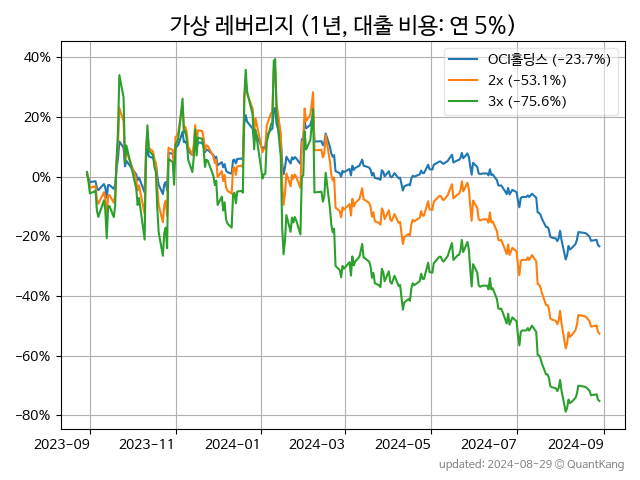 가상 레버리지 (1년, 대출 비용: 연 5%)
OCI홀딩스 (−23.7%)
2x (−53.1%)
3x (−75.6%)
40%
20%
0%
−20%
−40%
−60%
−80%
2023-09
2023-11
2024-01
2024-03
2024-05
2024-07
2024-09
updated: 2024-08-29 © QuantKang